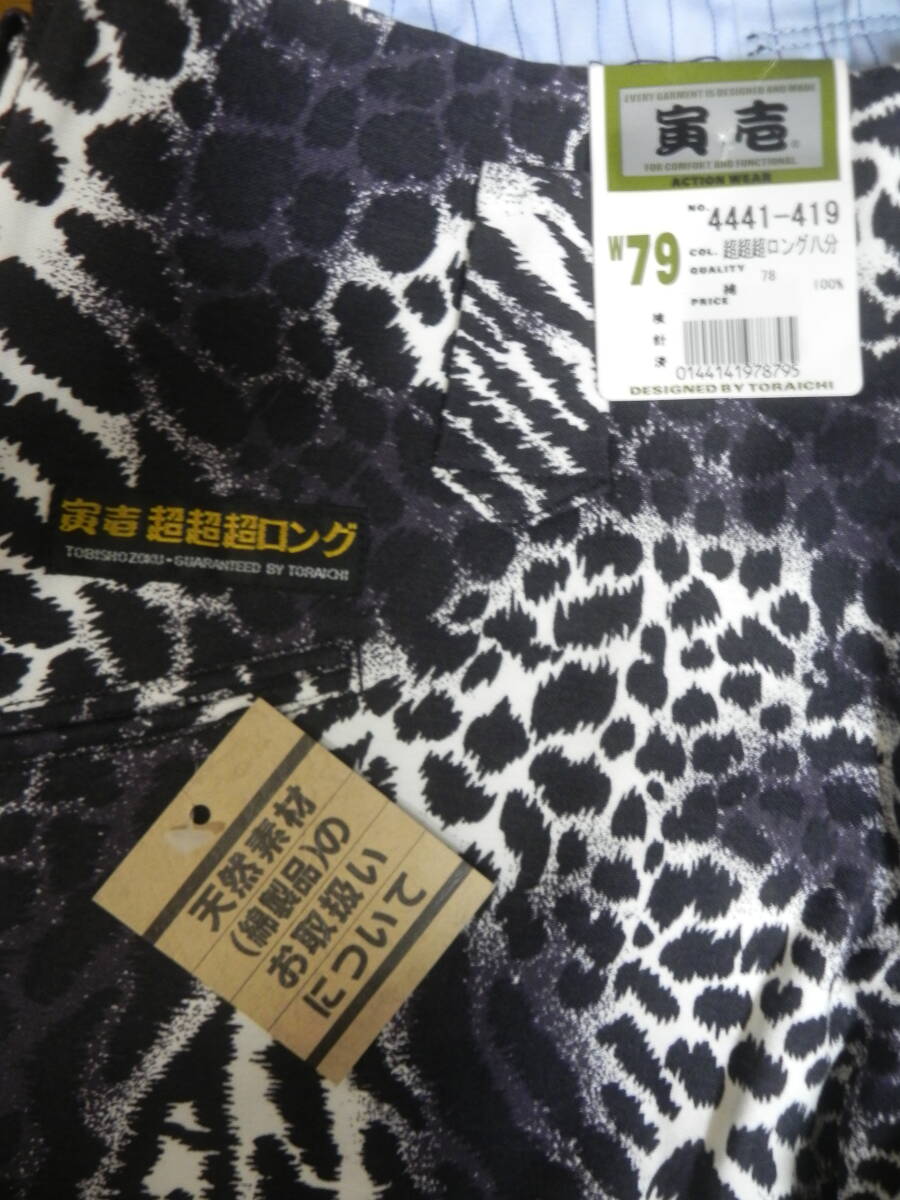 EVERY GARMENT IS DESIGNED AND MADE
寅壱®
FOR COMFORT AND FUNCTIONAL
ACTION WEAR
NO. 4441-419
W79
COL. 超超超ロング八分
QUALITY 78
綿 100%
PRICE
検針済
0144141978795
DESIGNED BY TORAICHI
寅壱 超超超ロング
TOBISHOZOKU・GUARANTEED BY TORAICHI
天然素材
(綿製品)の
お取扱い
について